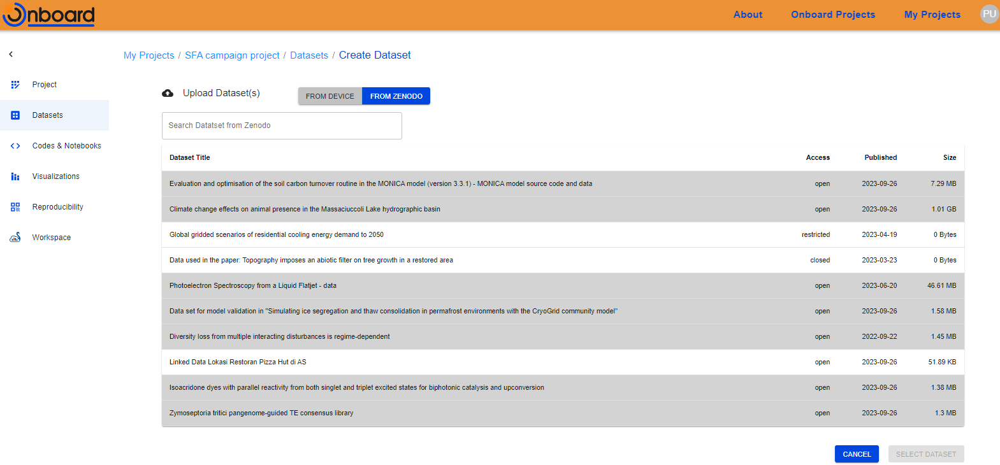 Onboard
About
Onboard Projects
My Projects
PU
My Projects / SFA campaign project / Datasets / Create Dataset
Project
Datasets
Codes & Notebooks
Visualizations
Reproducibility
Workspace
Upload Dataset(s)
FROM DEVICE
FROM ZENODO
Search Datatset from Zenodo
Dataset Title Access Published Size
Evaluation and optimisation of the soil carbon turnover routine in the MONICA model (version 3.3.1) - MONICA model source code and data open 2023-09-26 7.29 MB
Climate change effects on animal presence in the Massaciuccoli Lake hydrographic basin open 2023-09-26 1.01 GB
Global gridded scenarios of residential cooling energy demand to 2050 restricted 2023-04-19 0 Bytes
Data used in the paper: Topography imposes an abiotic filter on tree growth in a restored area closed 2023-03-23 0 Bytes
Photoelectron Spectroscopy from a Liquid Flatjet - data open 2023-06-20 46.61 MB
Data set for model validation in "Simulating ice segregation and thaw consolidation in permafrost environments with the CryoGrid community model" open 2023-09-26 1.58 MB
Diversity loss from multiple interacting disturbances is regime-dependent open 2022-09-22 1.45 MB
Linked Data Lokasi Restoran Pizza Hut di AS open 2023-09-26 51.89 KB
Isoacridone dyes with parallel reactivity from both singlet and triplet excited states for biphotonic catalysis and upconversion open 2023-09-26 1.38 MB
Zymoseptoria tritici pangenome-guided TE consensus library open 2023-09-26 1.3 MB
CANCEL
SELECT DATASET